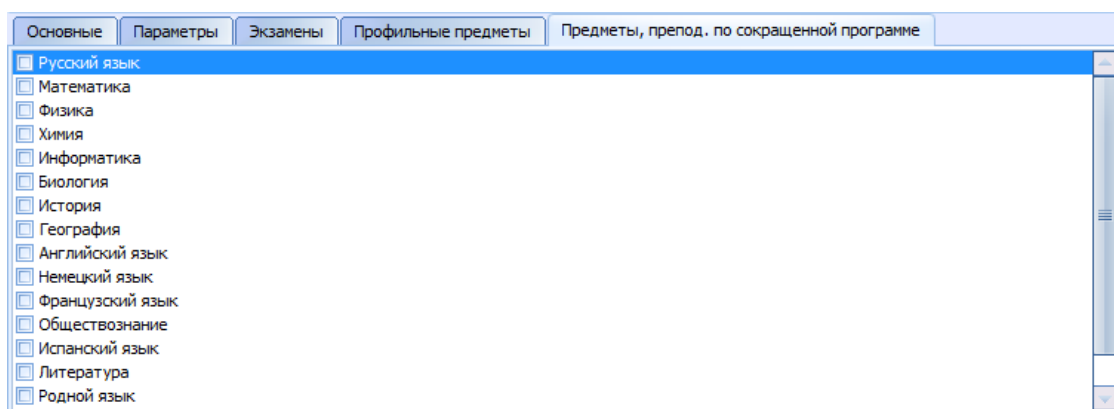 Основные Параметры Экзамены Профильные предметы Предметы, препод. по сокращенной программе
Русский язык
Математика
Физика
Химия
Информатика
Биология
История
География
Английский язык
Немецкий язык
Французский язык
Обществознание
Испанский язык
Литература
Родной язык